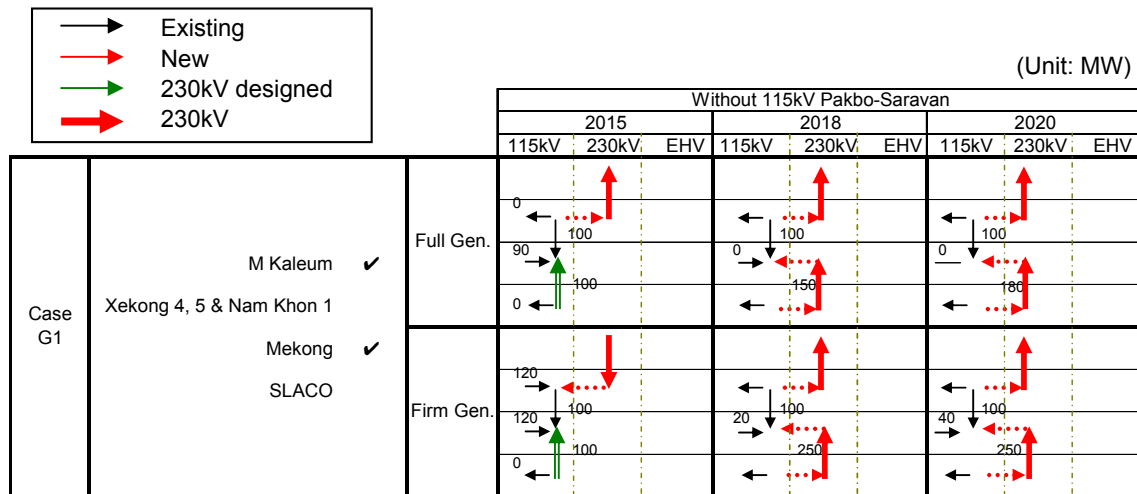 Existing
New
230kV designed
230kV
(Unit: MW)
Without 115kV Pakbo-Saravan
2015 2018 2020
115kV 230kV EHV 115kV 230kV EHV 115kV 230kV EHV
Case G1
M Kaleum ✔
Xekong 4, 5 & Nam Khon 1
Mekong ✔
SLACO
Full Gen.
0
100 100 100
90 0 0
100 150 180
0
Firm Gen.
120
100 100 100
120 20 40
100 250 250
0